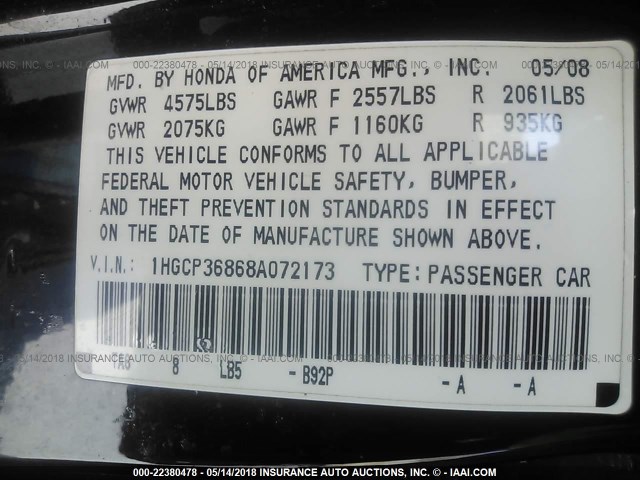 MFD. BY HONDA OF AMERICA MFG., INC. 05/08
GVWR 4575LBS GAWR F 2557LBS R 2061LBS
GVWR 2075KG GAWR F 1160KG R 935KG
THIS VEHICLE CONFORMS TO ALL APPLICABLE
FEDERAL MOTOR VEHICLE SAFETY, BUMPER,
AND THEFT PREVENTION STANDARDS IN EFFECT
ON THE DATE OF MANUFACTURE SHOWN ABOVE.
V.I.N.: 1HGCP36868A072173 TYPE: PASSENGER CAR
8 LB5 -B92P -A -A
000-22380478 - 05/14/2018 INSURANCE AUTO AUCTIONS, INC. - IAAI.COM